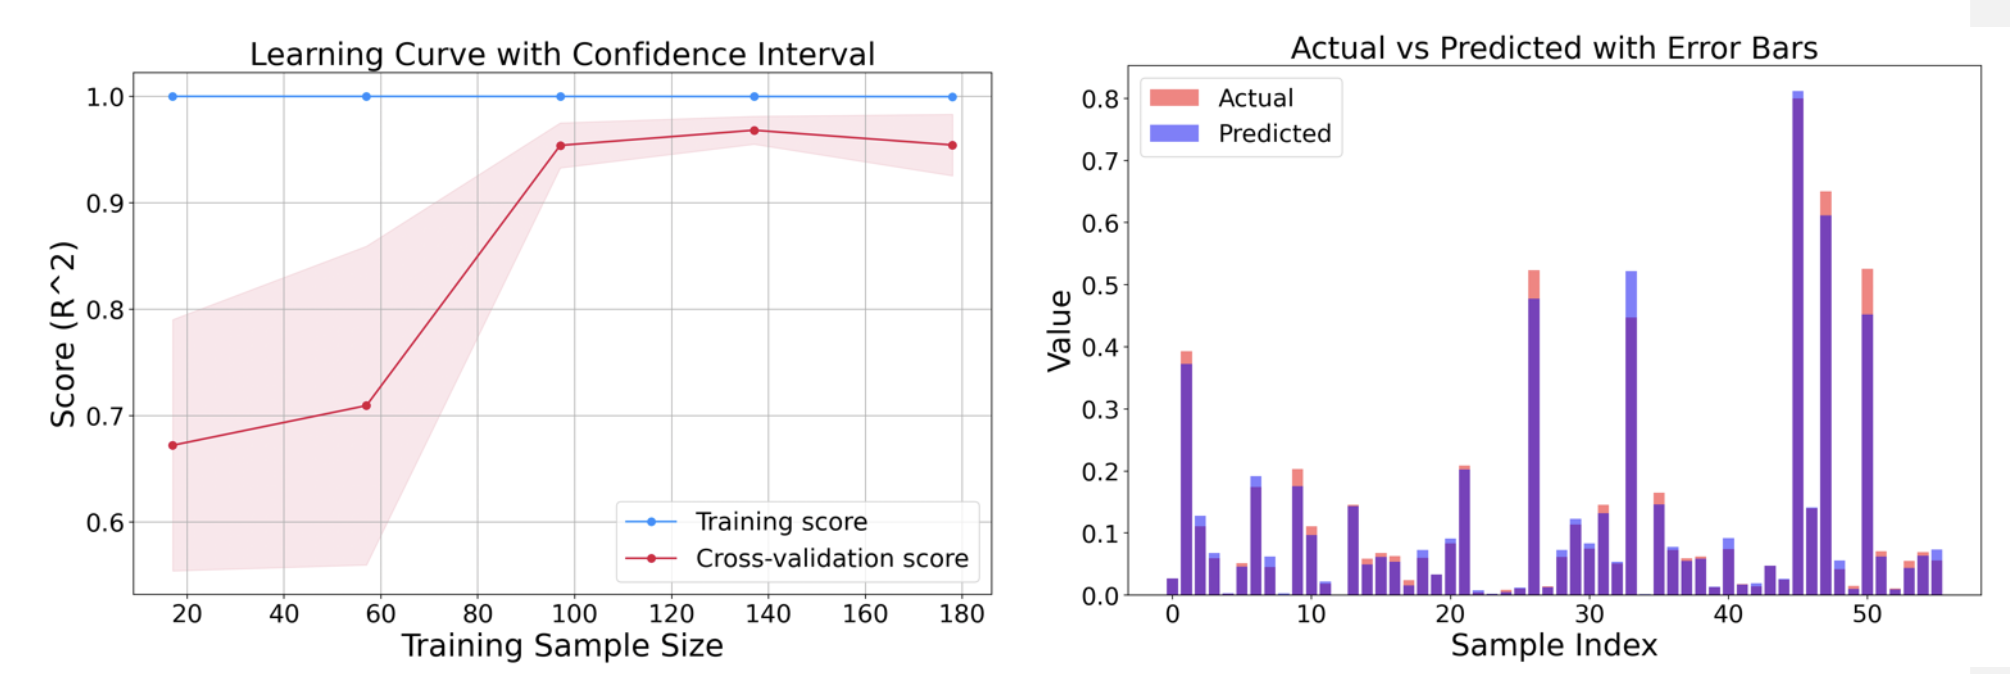 Learning Curve with Confidence Interval
1.0
0.9
0.8
0.7
0.6
Score (R^2)
Training score
Cross-validation score
20 40 60 80 100 120 140 160 180
Training Sample Size
Actual vs Predicted with Error Bars
Actual
Predicted
0.8
0.7
0.6
0.5
0.4
0.3
0.2
0.1
0.0
Value
0 10 20 30 40 50
Sample Index